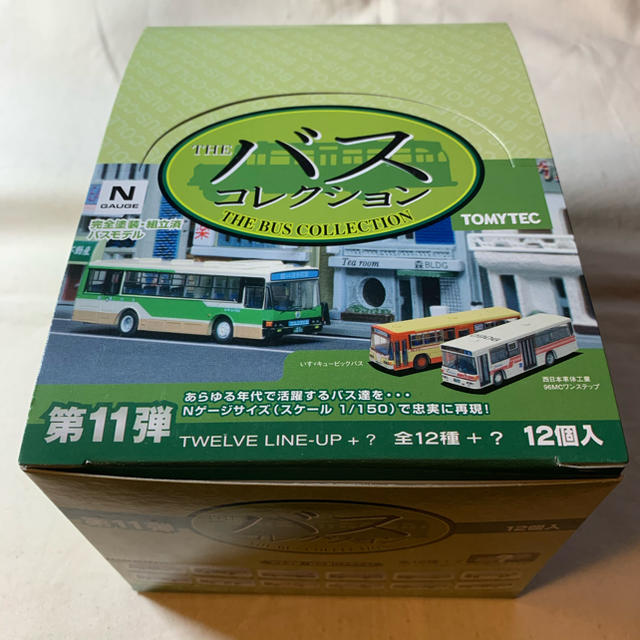 THE
バス
コレクション
THE BUS COLLECTION
N
GAUGE
完全塗装・組立済
バスモデル
TOMYTEC
Tea room
森 BLDG
いすゞキュービックバス
西日本車体工業
96MCワンステップ
あらゆる年代で活躍するバス達を・・・
Nゲージサイズ(スケール 1/150)で忠実に再現!
第11弾
TWELVE LINE-UP + ?
全12種 + ?
12個入
第11弾
バス
12個入